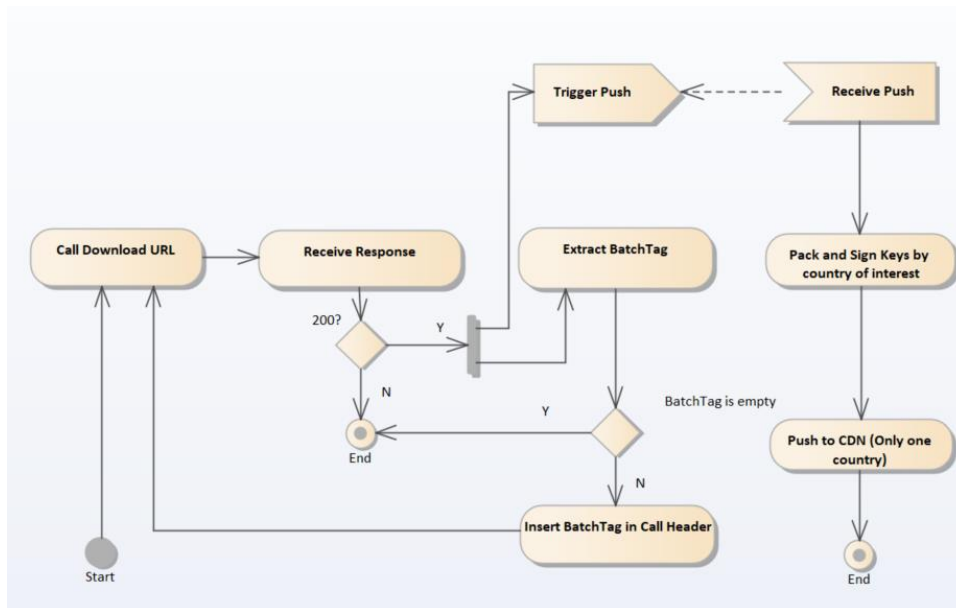 Trigger Push
Receive Push
Call Download URL
Receive Response
Extract BatchTag
Pack and Sign Keys by
country of interest
200?
Y
N
Y
BatchTag is empty
End
Push to CDN (Only one
country)
N
Insert BatchTag in Call Header
Start
End